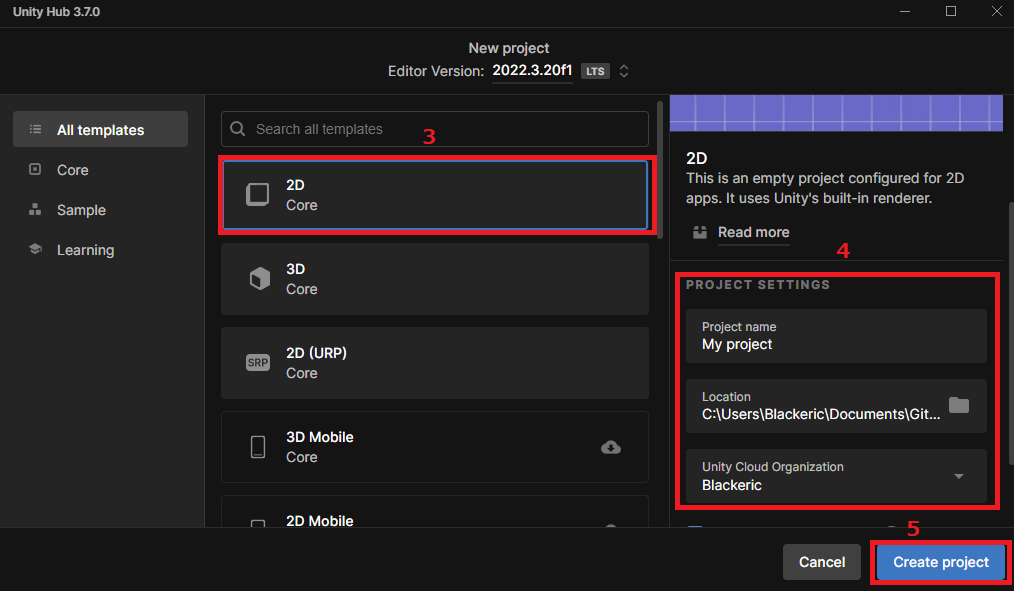 Unity Hub 3.7.0
New project
Editor Version: 2022.3.20f1 LTS
All templates
Core
Sample
Learning
Search all templates
3
2D
Core
3D
Core
SRP
2D (URP)
Core
3D Mobile
Core
2D Mobile
2D
This is an empty project configured for 2D
apps. It uses Unity's built-in renderer.
Read more
4
PROJECT SETTINGS
Project name
My project
Location
C:\Users\Blackeric\Documents\Git...
Unity Cloud Organization
Blackeric
5
Cancel
Create project